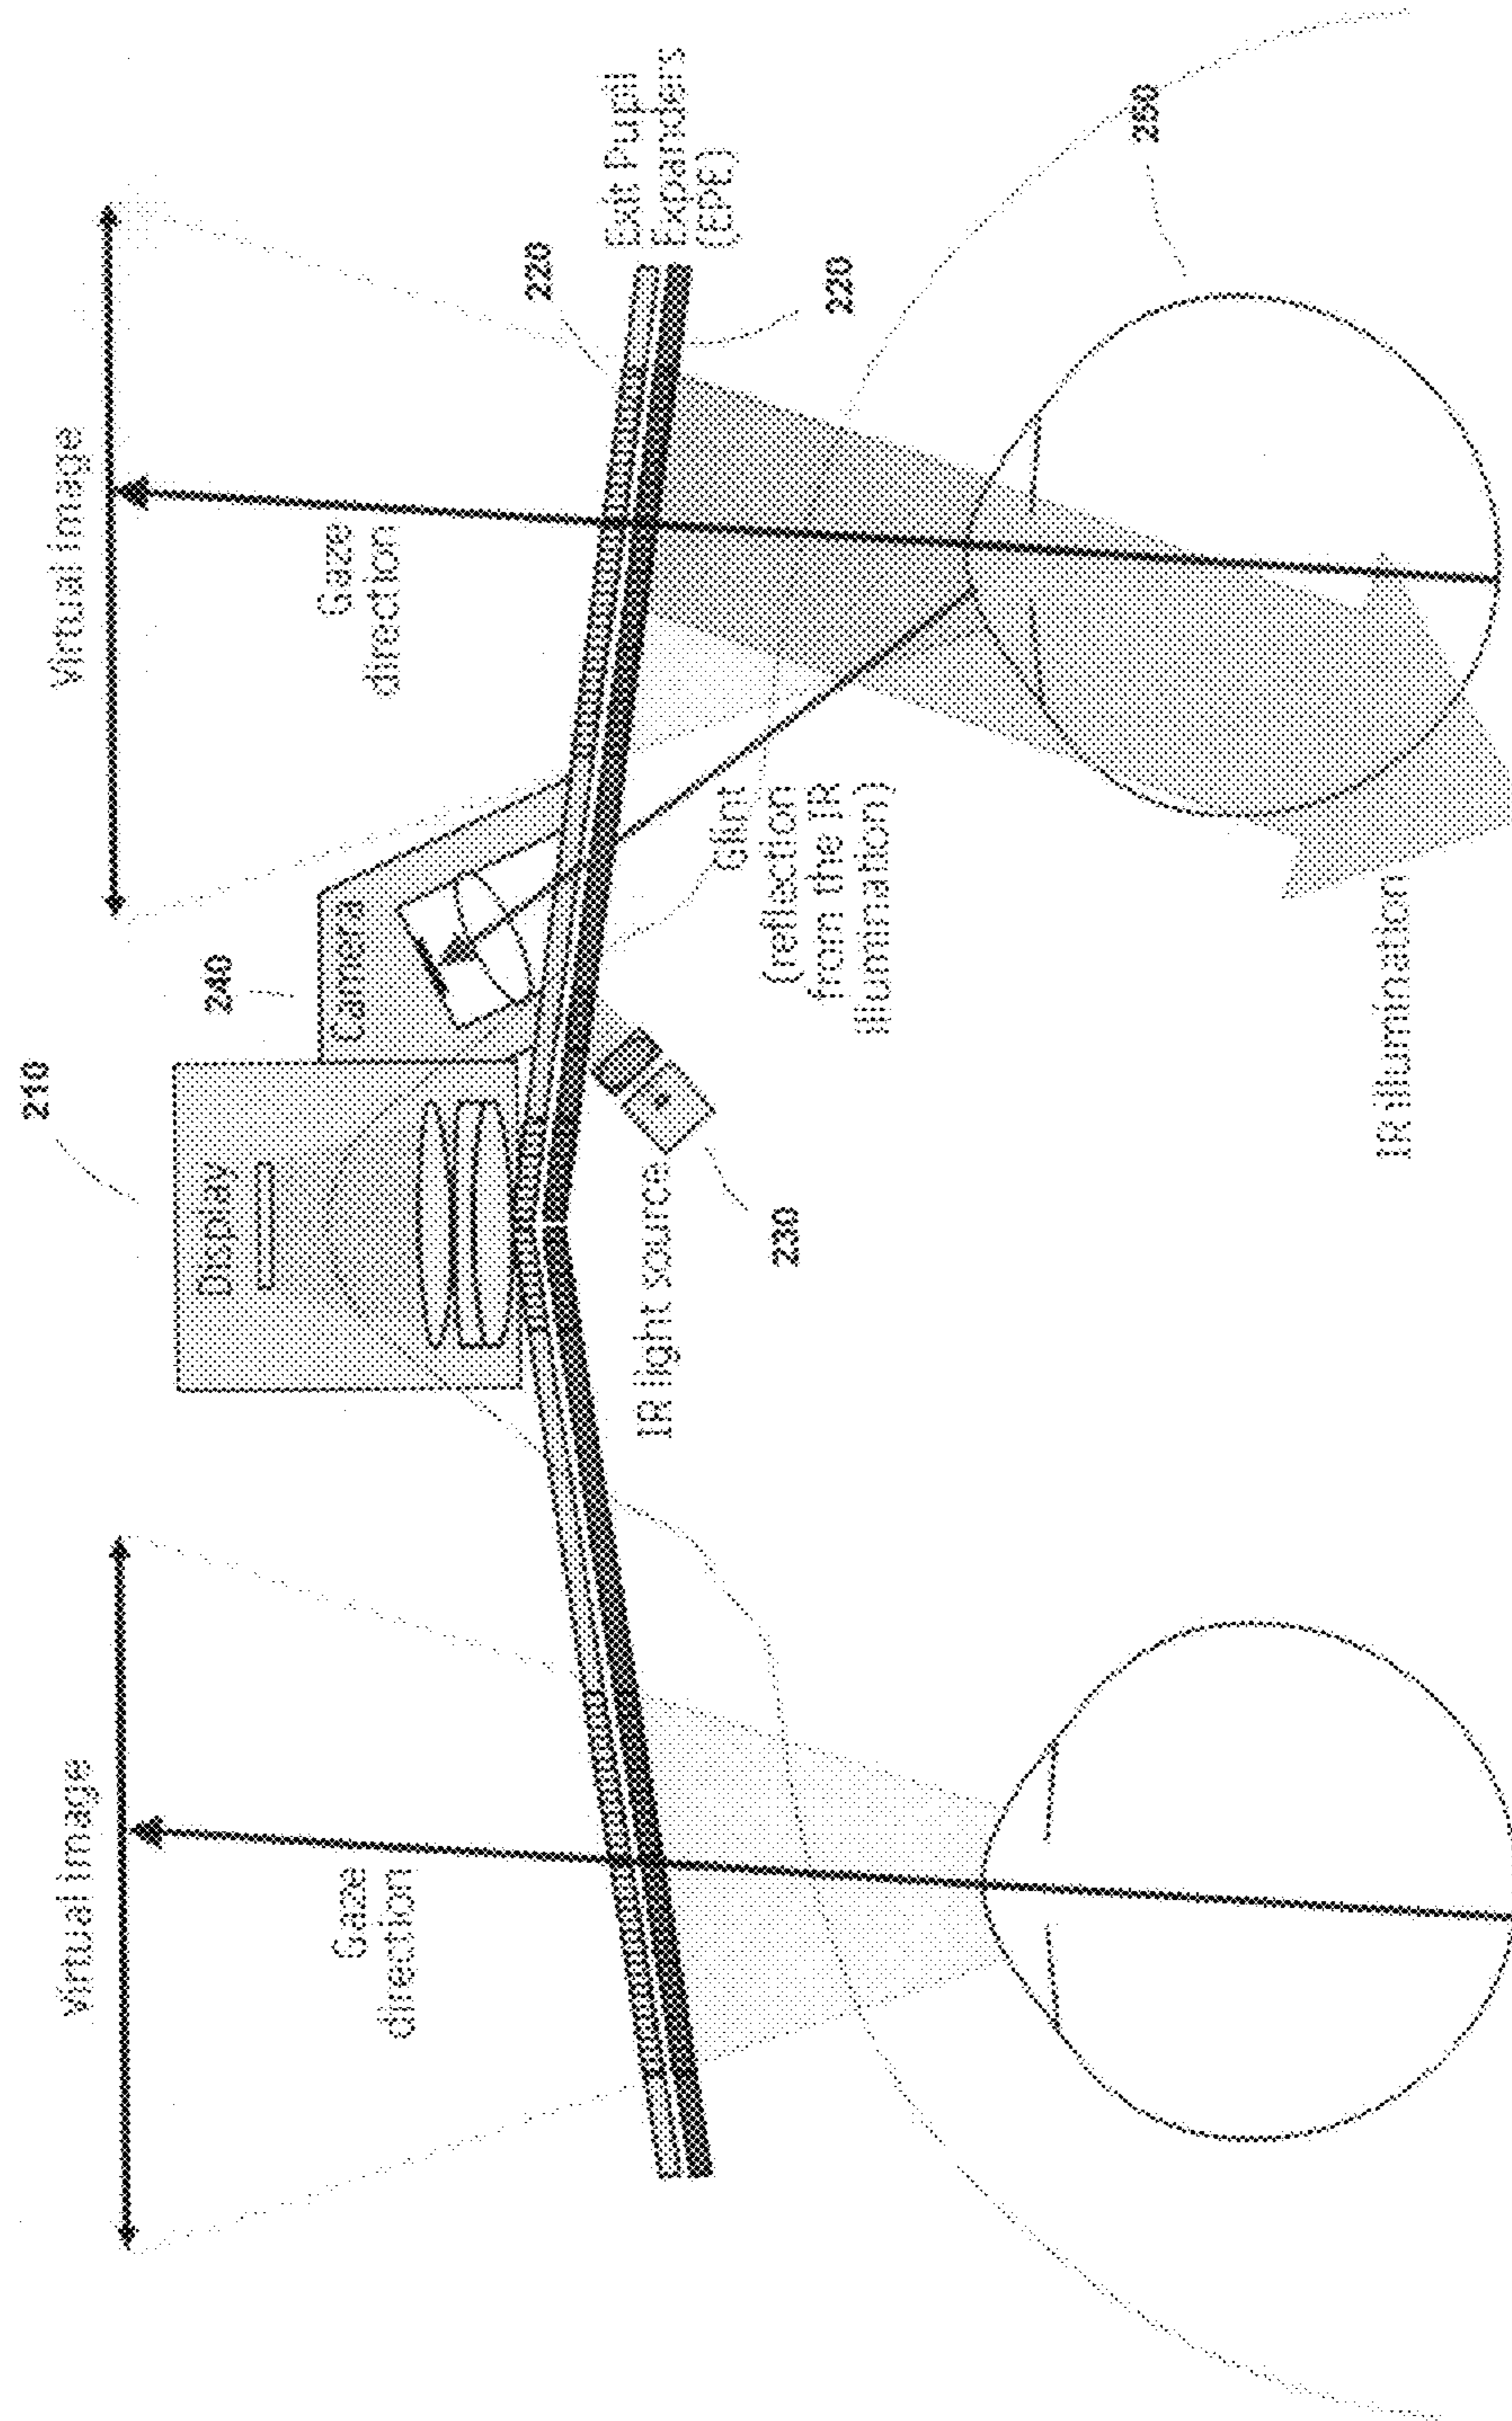 Virtual image
Virtual image
Gaze
direction
Gaze
direction
210
Display
240
Camera
220
Exit Pupil
Expanders
(EPE)
220
IR light source
230
Glint
(reflection
from the IR
illumination)
250
IR illumination